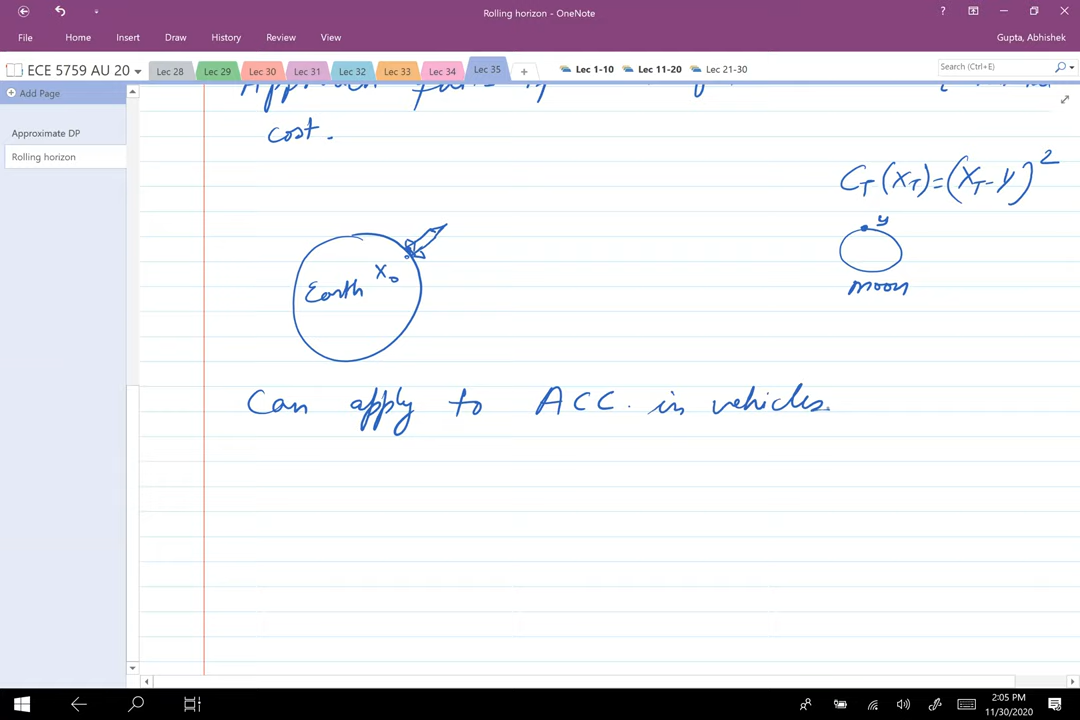 Rolling horizon - OneNote
?
File Home Insert Draw History Review View
Gupta, Abhishek
ECE 5759 AU 20
Lec 28 Lec 29 Lec 30 Lec 31 Lec 32 Lec 33 Lec 34 Lec 35 + Lec 1-10 Lec 11-20 Lec 21-30
Search (Ctrl+E)
Add Page
Approximate DP
Rolling horizon
Approach
cost.
C_T (X_T) = (X_T - y)^2
y
Earth X_0
moon
Can apply to ACC. in vehicles.
2:05 PM
11/30/2020